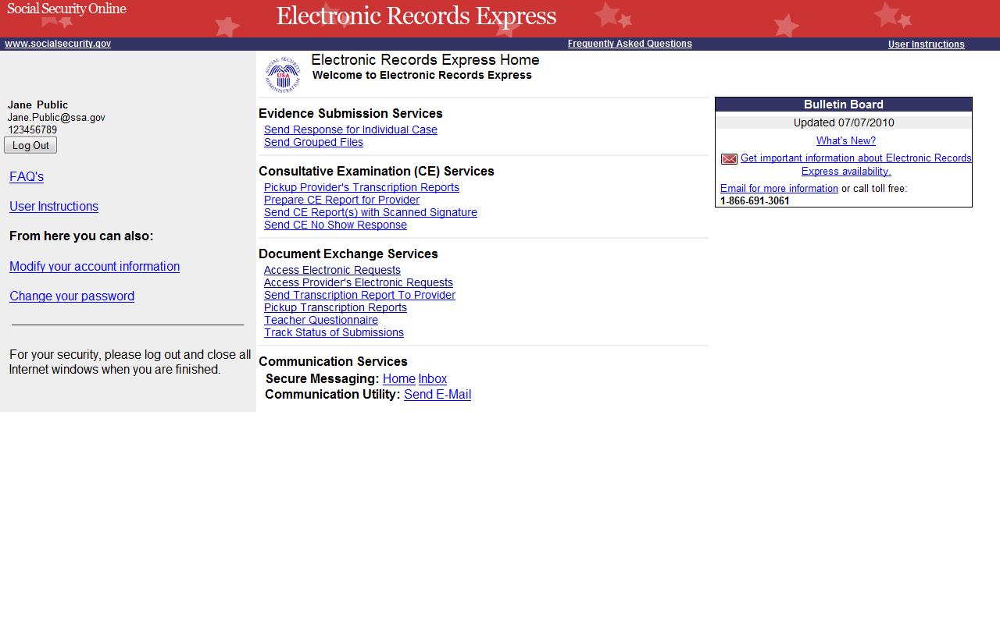 Social Security Online
Electronic Records Express
www.socialsecurity.gov
Frequently Asked Questions
User Instructions
Jane Public
Jane.Public@ssa.gov
123456789
Log Out
FAQ's
User Instructions
From here you can also:
Modify your account information
Change your password
For your security, please log out and close all
Internet windows when you are finished.
SOCIAL SECURITY ADMINISTRATION
USA
Electronic Records Express Home
Welcome to Electronic Records Express
Evidence Submission Services
Send Response for Individual Case
Send Grouped Files
Consultative Examination (CE) Services
Pickup Provider's Transcription Reports
Prepare CE Report for Provider
Send CE Report(s) with Scanned Signature
Send CE No Show Response
Document Exchange Services
Access Electronic Requests
Access Provider's Electronic Requests
Send Transcription Report To Provider
Pickup Transcription Reports
Teacher Questionnaire
Track Status of Submissions
Communication Services
Secure Messaging: Home Inbox
Communication Utility: Send E-Mail
Bulletin Board
Updated 07/07/2010
What's New?
Get important information about Electronic Records
Express availability.
Email for more information or call toll free:
1-866-691-3061